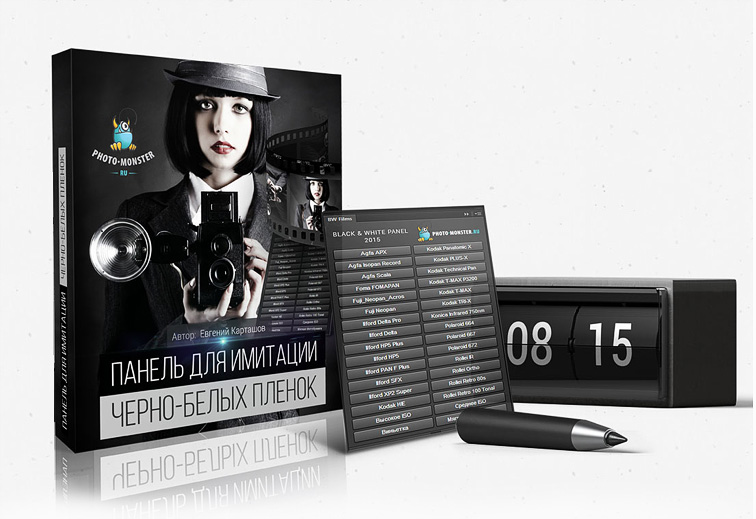 PHOTO-MONSTER
RU
Автор: Евгений Карташов
ПАНЕЛЬ ДЛЯ ИМИТАЦИИ
ЧЕРНО-БЕЛЫХ ПЛЕНОК
ПАНЕЛЬ ДЛЯ ИМИТАЦИИ ЧЕРНО-БЕЛЫХ ПЛЕНОК
BW Films
BLACK & WHITE PANEL
2015
PHOTO-MONSTER.RU
Agfa APX
Agfa Isopan Record
Agfa Scala
Foma FOMAPAN
Fuji_Neopan_Acros
Fuji Neopan
Ilford Delta Pro
Ilford Delta
Ilford HP5 Plus
Ilford HP5
Ilford PAN F Plus
Ilford SFX
Ilford XP2 Super
Kodak HIE
Высокое ISO
Виньетка
Kodak Panatomic X
Kodak PLUS-X
Kodak Technical Pan
Kodak T-MAX P3200
Kodak T-MAX
Kodak TRI-X
Konica Infrared 750nm
Polaroid 664
Polaroid 667
Polaroid 672
Rollei IR
Rollei Ortho
Rollei Retro 80s
Rollei Retro 100 Tonal
Среднее ISO
08 15